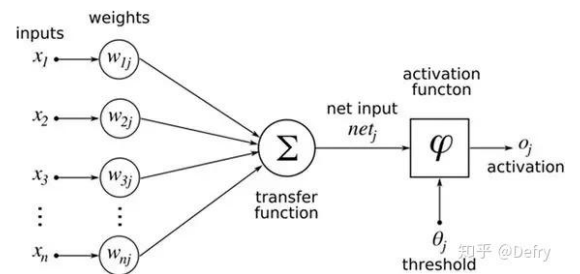 inputs
weights
x1
w1j
x2
w2j
x3
w3j
⋮
⋮
xn
wnj
Σ
transfer
function
net input
netj
activation
functon
φ
oj
activation
θj
threshold
知乎 @Defry